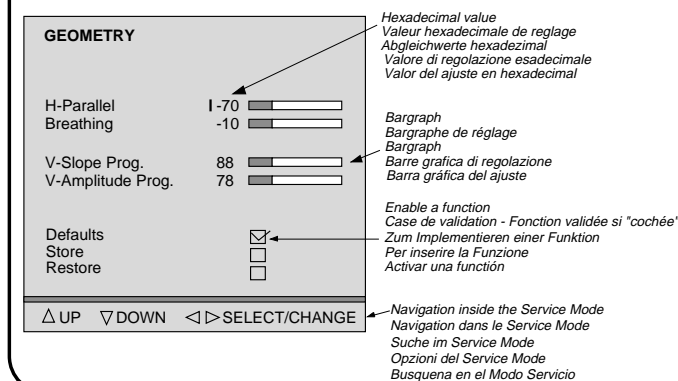 GEOMETRY
H-Parallel I -70
Breathing -10
V-Slope Prog. 88
V-Amplitude Prog. 78
Defaults
Store
Restore
△ UP ▽ DOWN ◁ ▷ SELECT/CHANGE
Hexadecimal value
Valeur hexadecimale de reglage
Abgleichwerte hexadezimal
Valore di regolazione esadecimale
Valor del ajuste en hexadecimal
Bargraph
Bargraphe de réglage
Bargraph
Barre grafica di regolazione
Barra gráfica del ajuste
Enable a function
Case de validation - Fonction validée si "cochée"
Zum Implementieren einer Funktion
Per inserire la Funzione
Activar una functión
Navigation inside the Service Mode
Navigation dans le Service Mode
Suche im Service Mode
Opzioni del Service Mode
Busquena en el Modo Servicio